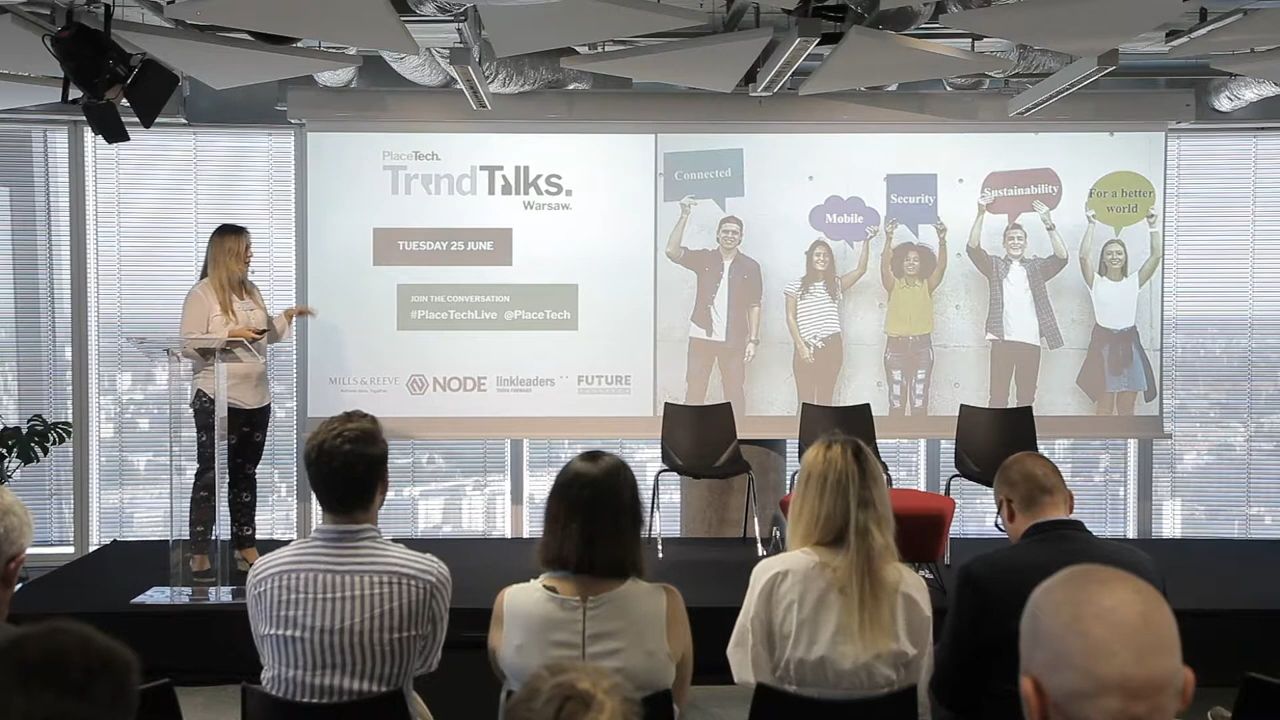 PlaceTech.
TrendTalks.
Warsaw.
TUESDAY 25 JUNE
JOIN THE CONVERSATION
#PlaceTechLive @PlaceTech
MILLS & REEVE
NODE
linkleaders
FUTURE
Connected
Mobile
Security
Sustainability
For a better
world